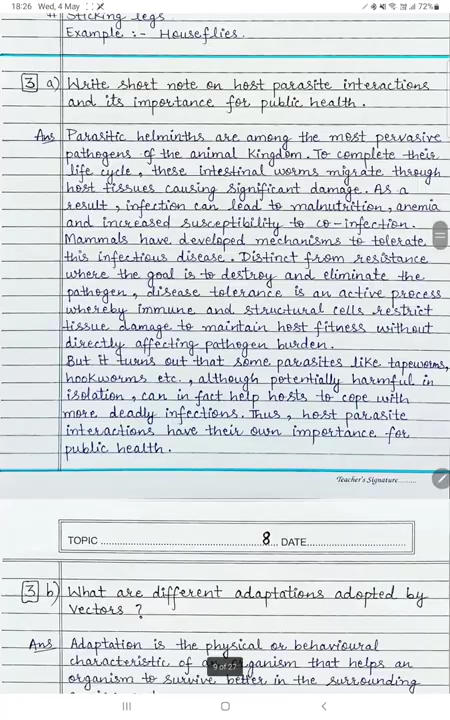 18:26 Wed, 4 May
72%
4) Sticking legs.
Example :- Houseflies.
3 a) Write short note on host parasite interactions
and its importance for public health.
Ans Parasitic helminths are among the most pervasive
pathogens of the animal Kingdom. To complete their
life cycle, these intestinal worms migrate through
host tissues causing significant damage. As a
result, infection can lead to malnutrition, anemia
and increased susceptibility to co-infection.
Mammals have developed mechanisms to tolerate
this infectious disease. Distinct from resistance
where the goal is to destroy and eliminate the
pathogen, disease tolerance is an active process
whereby immune and structural cells restrict
tissue damage to maintain host fitness without
directly affecting pathogen burden.
But it turns out that some parasites like tapeworms,
hookworms etc., although potentially harmful in
isolation, can in fact help hosts to cope with
more deadly infections. Thus, host parasite
interactions have their own importance for
public health.
Teacher's Signature.........
TOPIC ........ 8 ... DATE........
3 b) What are different adaptations adopted by
vectors?
Ans Adaptation is the physical or behavioural
characteristic of an organism that helps an
9 of 27
organism to survive better in the surrounding